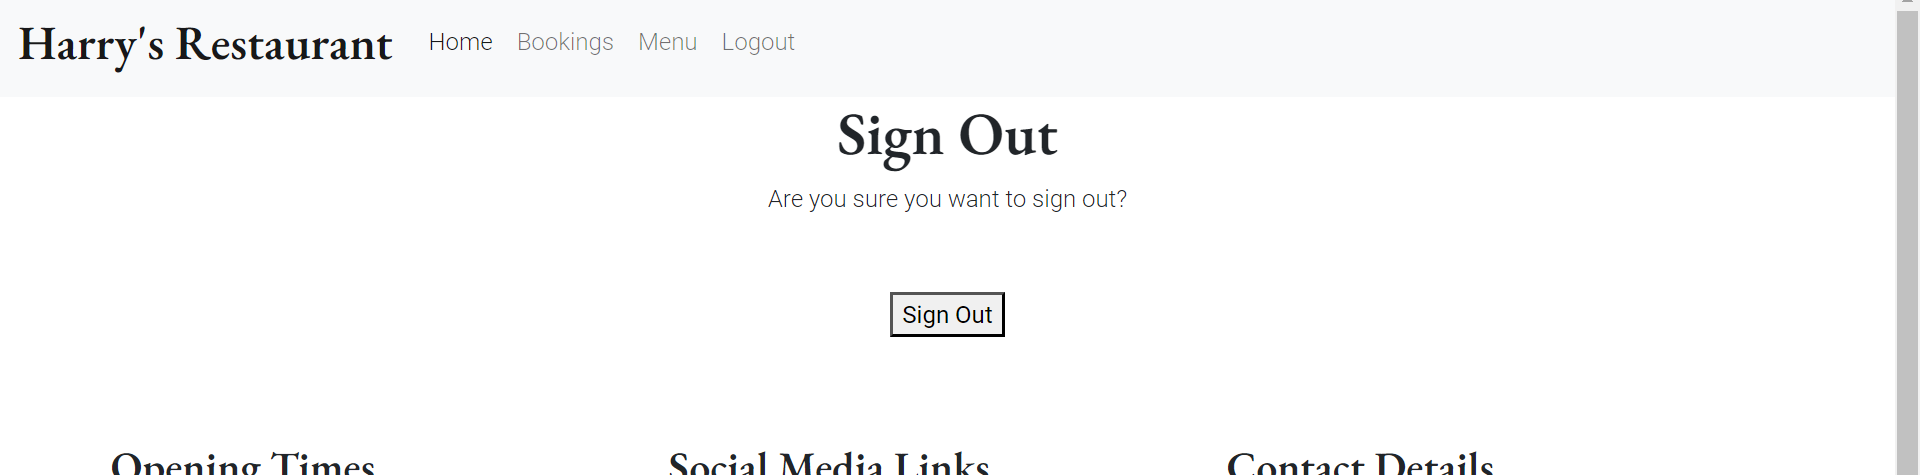 Harry's Restaurant Home Bookings Menu Logout
Sign Out
Are you sure you want to sign out?
Sign Out
Opening Times Social Media Links Contact Details